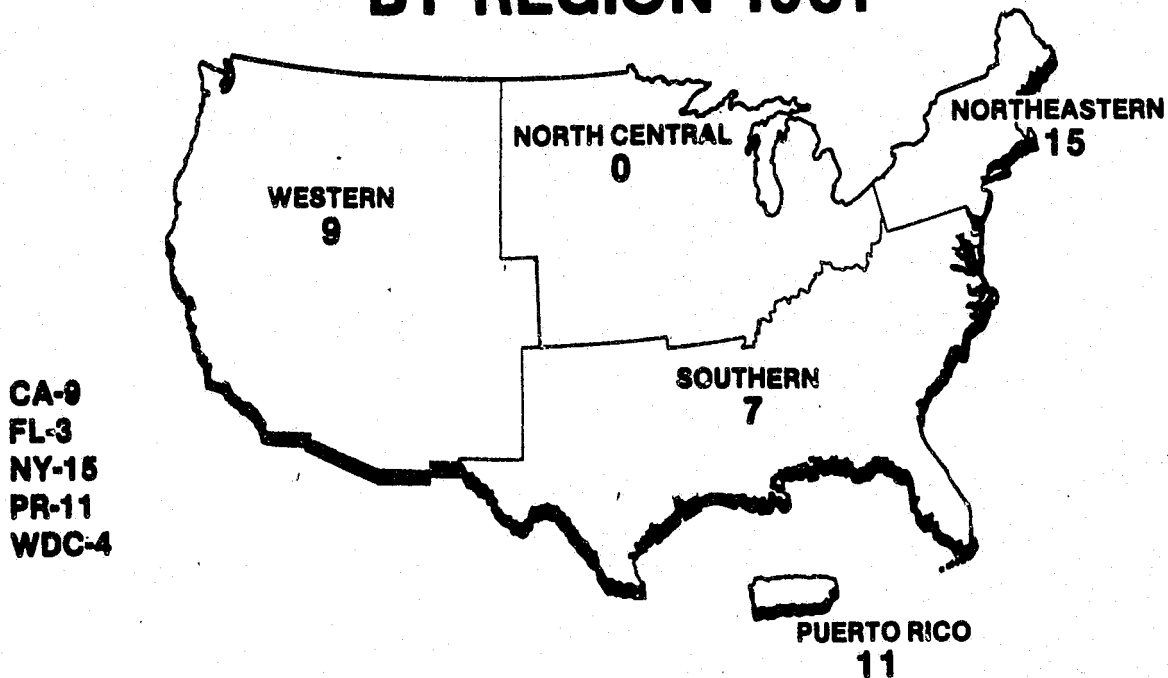 BY REGION 1981
NORTHEASTERN
15
NORTH CENTRAL
0
WESTERN
9
SOUTHERN
7
CA-9
FL-3
NY-15
PR-11
WDC-4
PUERTO RICO
11